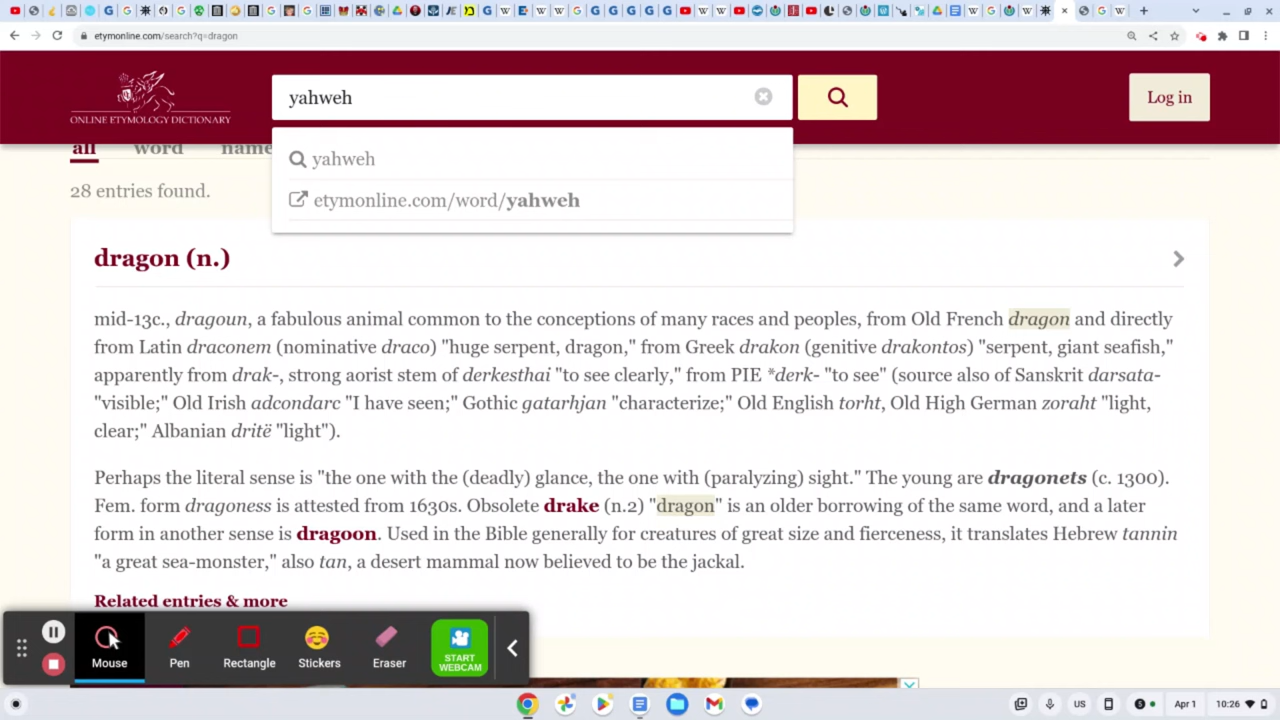 etymonline.com/search?q=dragon
ONLINE ETYMOLOGY DICTIONARY
yahweh
Log in
yahweh
etymonline.com/word/yahweh
all word name
28 entries found.
dragon (n.)
mid-13c., dragoun, a fabulous animal common to the conceptions of many races and peoples, from Old French dragon and directly
from Latin draconem (nominative draco) "huge serpent, dragon," from Greek drakon (genitive drakontos) "serpent, giant seafish,"
apparently from drak-, strong aorist stem of derkesthai "to see clearly," from PIE *derk- "to see" (source also of Sanskrit darsata-
"visible;" Old Irish adcondarc "I have seen;" Gothic gatarhjan "characterize;" Old English torht, Old High German zoraht "light,
clear;" Albanian dritë "light").
Perhaps the literal sense is "the one with the (deadly) glance, the one with (paralyzing) sight." The young are dragonets (c. 1300).
Fem. form dragoness is attested from 1630s. Obsolete drake (n.2) "dragon" is an older borrowing of the same word, and a later
form in another sense is dragoon. Used in the Bible generally for creatures of great size and fierceness, it translates Hebrew tannin
"a great sea-monster," also tan, a desert mammal now believed to be the jackal.
Related entries & more
Mouse
Pen
Rectangle
Stickers
Eraser
START
WEBCAM
US
Apr 1
10:26